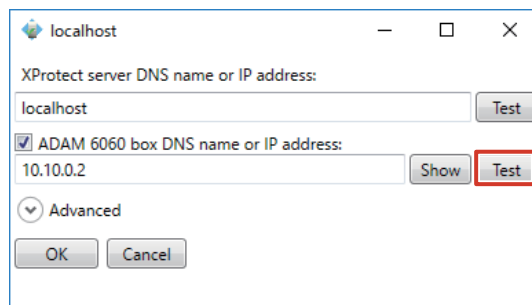 localhost
XProtect server DNS name or IP address:
localhost Test
ADAM 6060 box DNS name or IP address:
10.10.0.2 Show Test
Advanced
OK Cancel